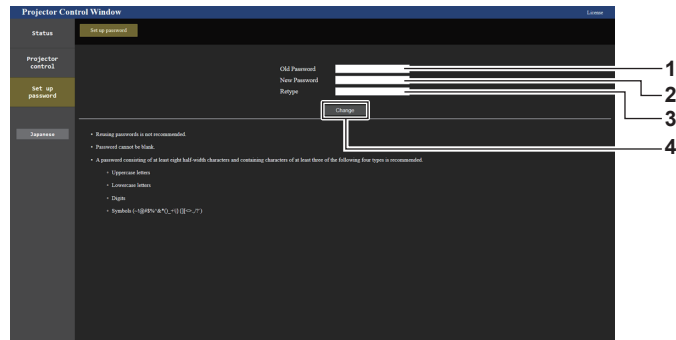 Projector Control Window
License
Status
Set up password
Projector
control
Set up
password
Japanese
Old Password
New Password
Retype
Change
1
2
3
4
• Reusing passwords is not recommended.
• Password cannot be blank.
• A password consisting of at least eight half-width characters and containing characters of at least three of the following four types is recommended.
• Uppercase letters
• Lowercase letters
• Digits
• Symbols